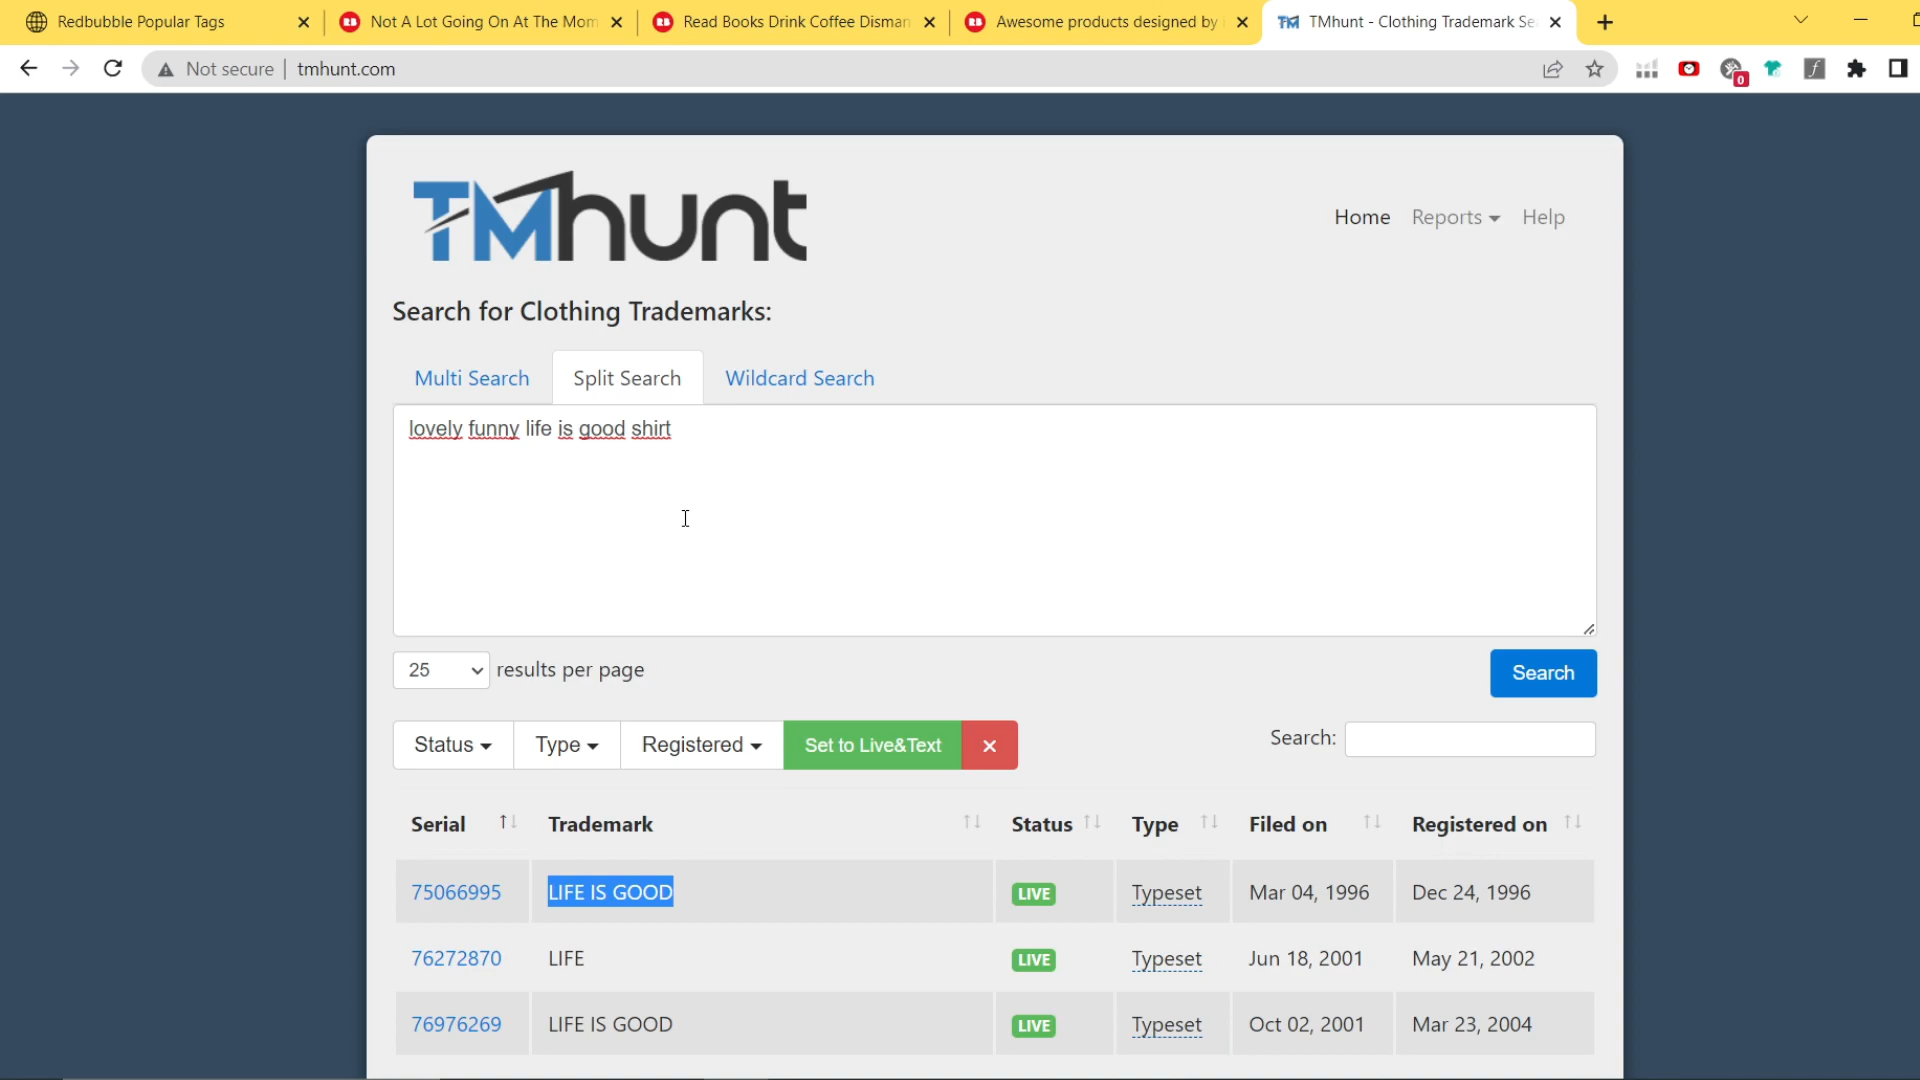 Redbubble Popular Tags
Not A Lot Going On At The Mom
Read Books Drink Coffee Disman
Awesome products designed by
TM TMhunt - Clothing Trademark Se
Not secure | tmhunt.com
0
f
TMhunt
Home Reports Help
Search for Clothing Trademarks:
Multi Search Split Search Wildcard Search
lovely funny life is good shirt
25 results per page Search
Status Type Registered Set to Live&Text × Search:
Serial Trademark Status Type Filed on Registered on
75066995 LIFE IS GOOD LIVE Typeset Mar 04, 1996 Dec 24, 1996
76272870 LIFE LIVE Typeset Jun 18, 2001 May 21, 2002
76976269 LIFE IS GOOD LIVE Typeset Oct 02, 2001 Mar 23, 2004